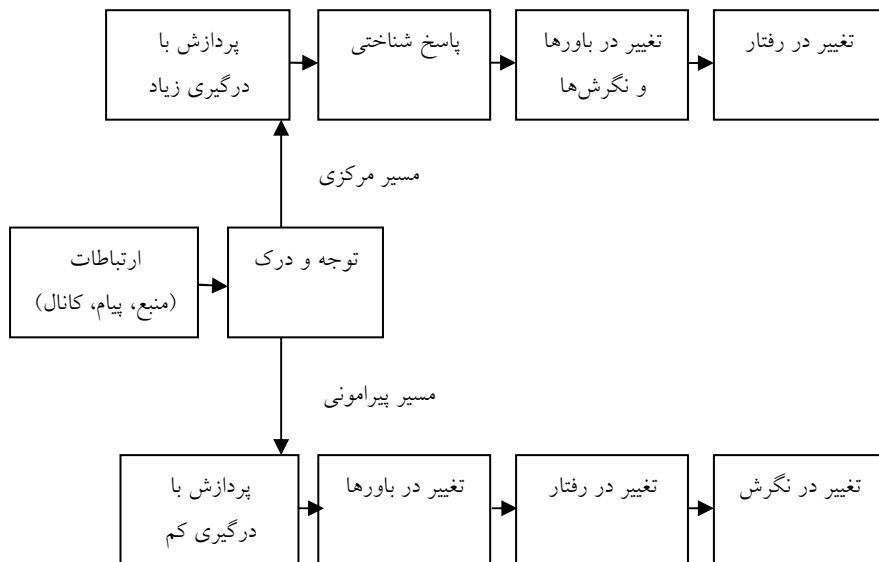 پردازش با
درگیری زیاد
پاسخ شناختی
تغییر در باورها
و نگرش‌ها
تغییر در رفتار
مسیر مرکزی
ارتباطات
(منبع، پیام، کانال)
توجه و درک
مسیر پیرامونی
پردازش با
درگیری کم
تغییر در باورها
تغییر در رفتار
تغییر در نگرش